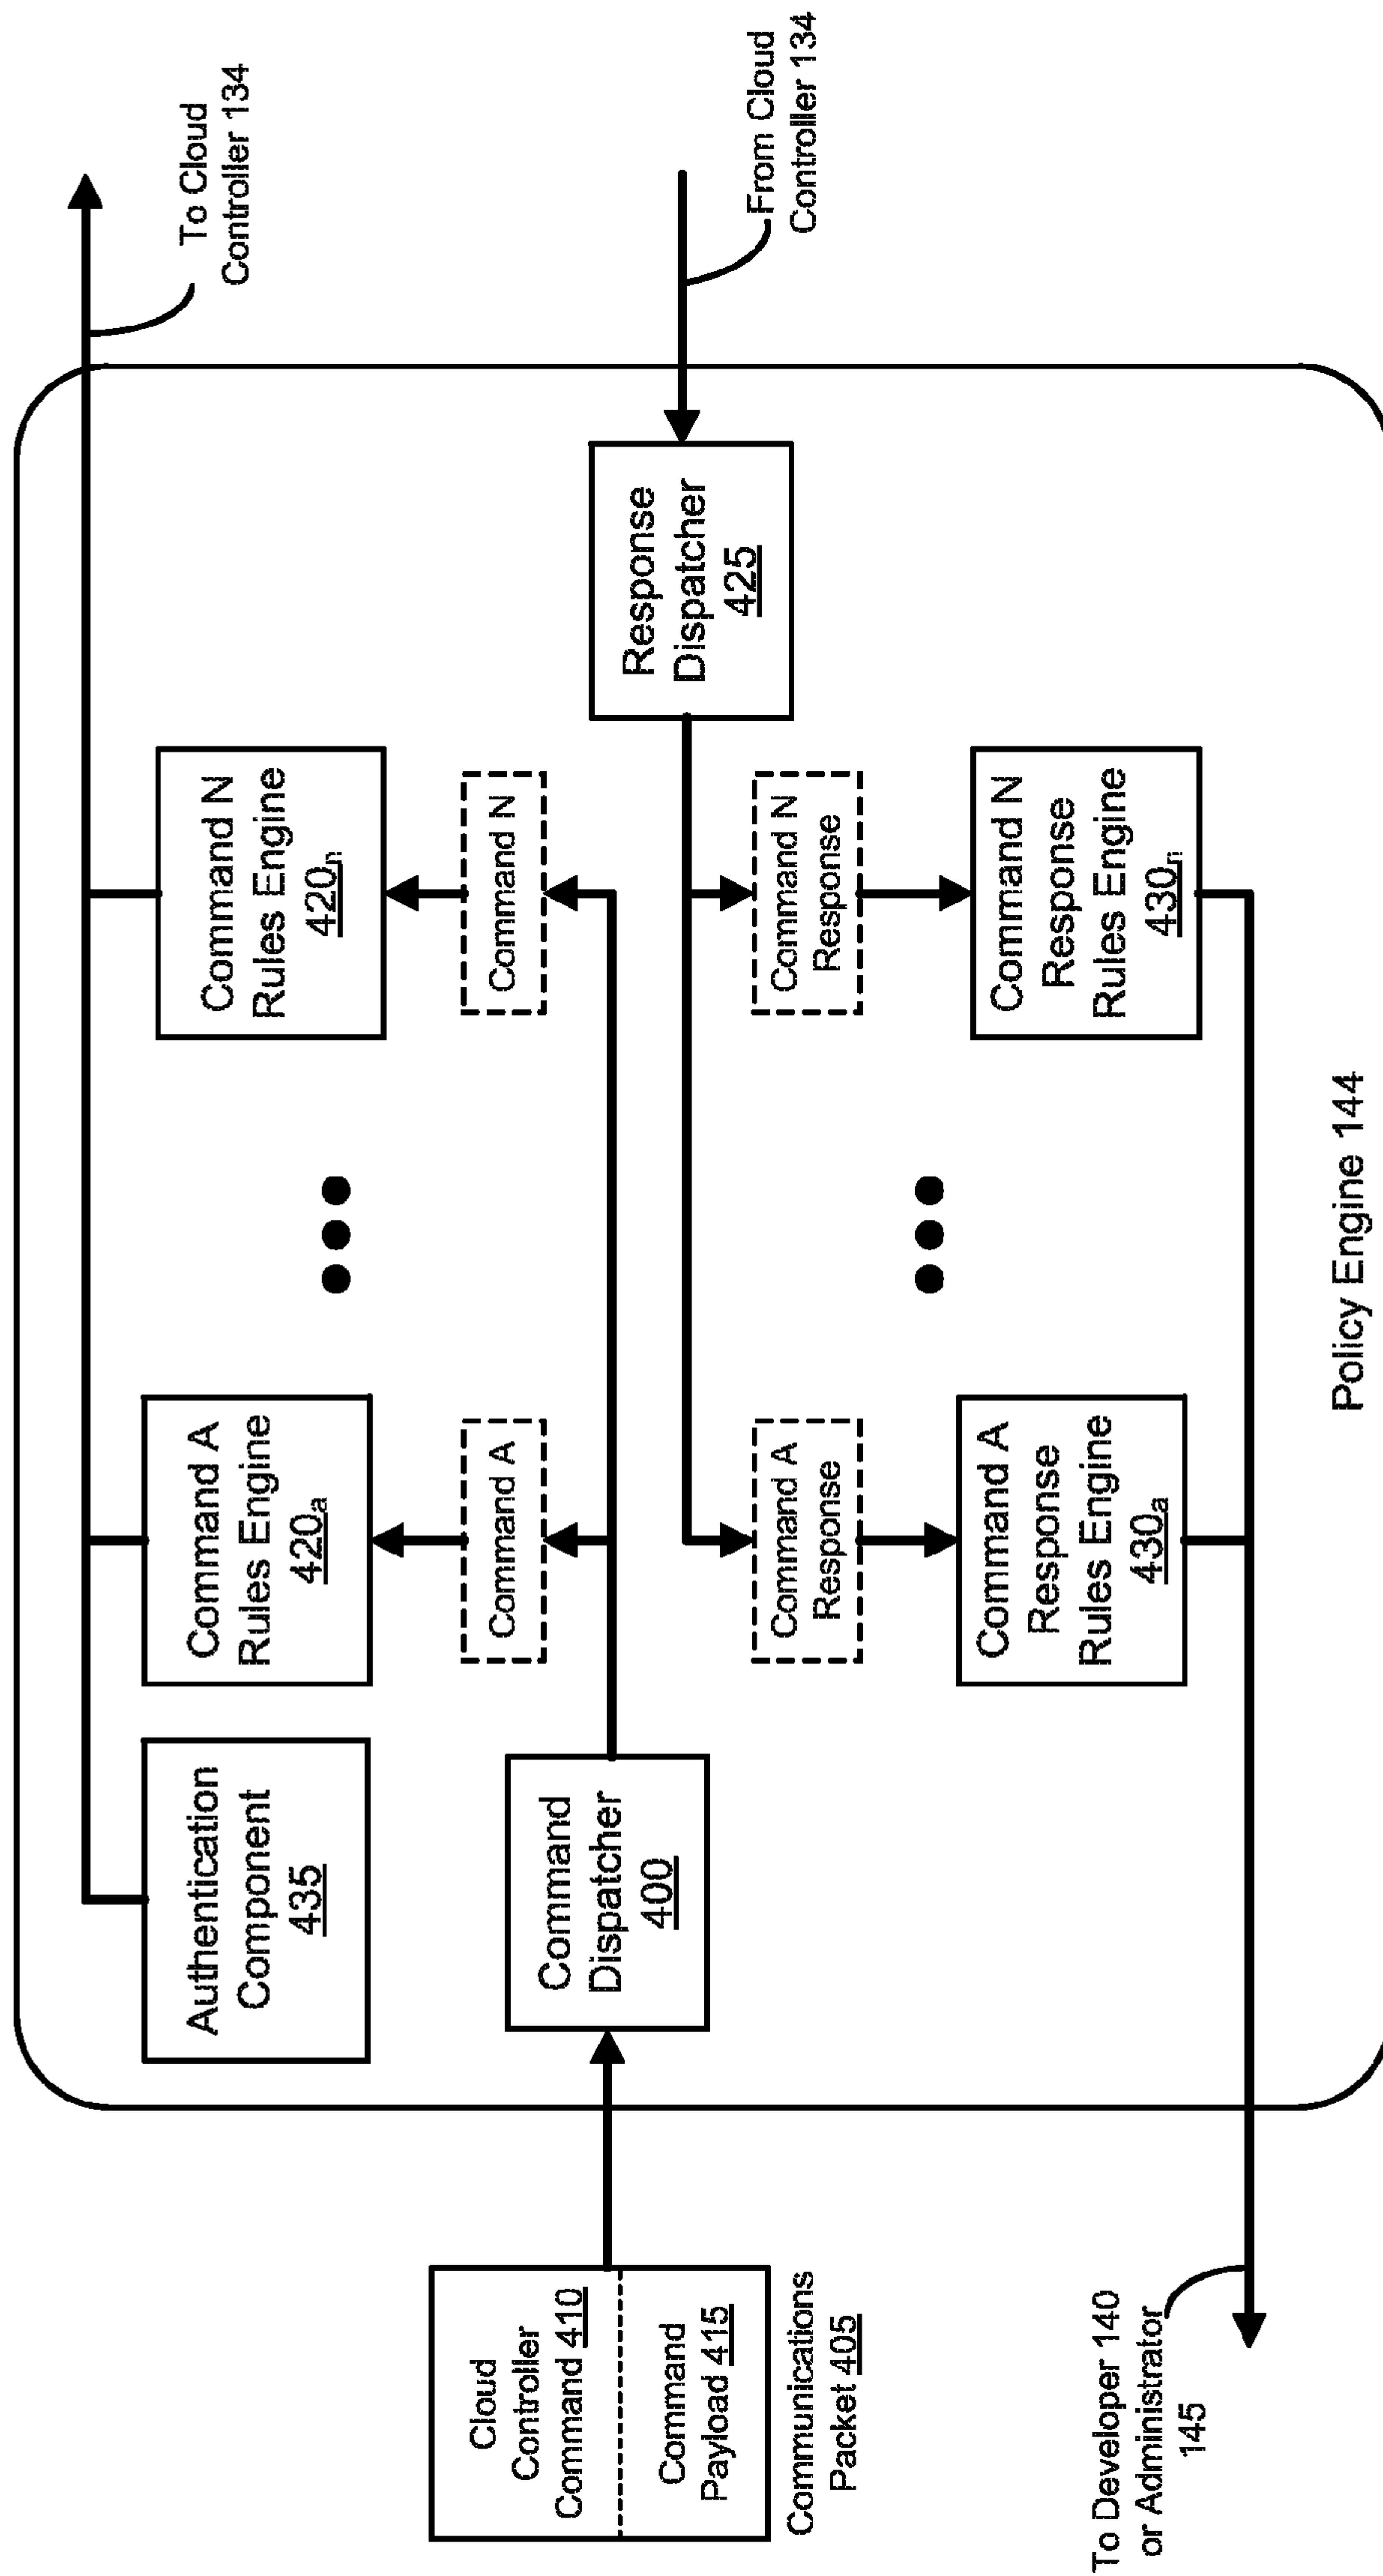 To Cloud
Controller 134
From Cloud
Controller 134
Authentication
Component
435
Command A
Rules Engine
420a
Command N
Rules Engine
420n
Command A
Command N
Cloud
Controller
Command 410
Command
Payload 415
Communications
Packet 405
Command
Dispatcher
400
Response
Dispatcher
425
Command A
Response
Command N
Response
Command A
Response
Rules Engine
430a
Command N
Response
Rules Engine
430n
To Developer 140
or Administrator
145
Policy Engine 144